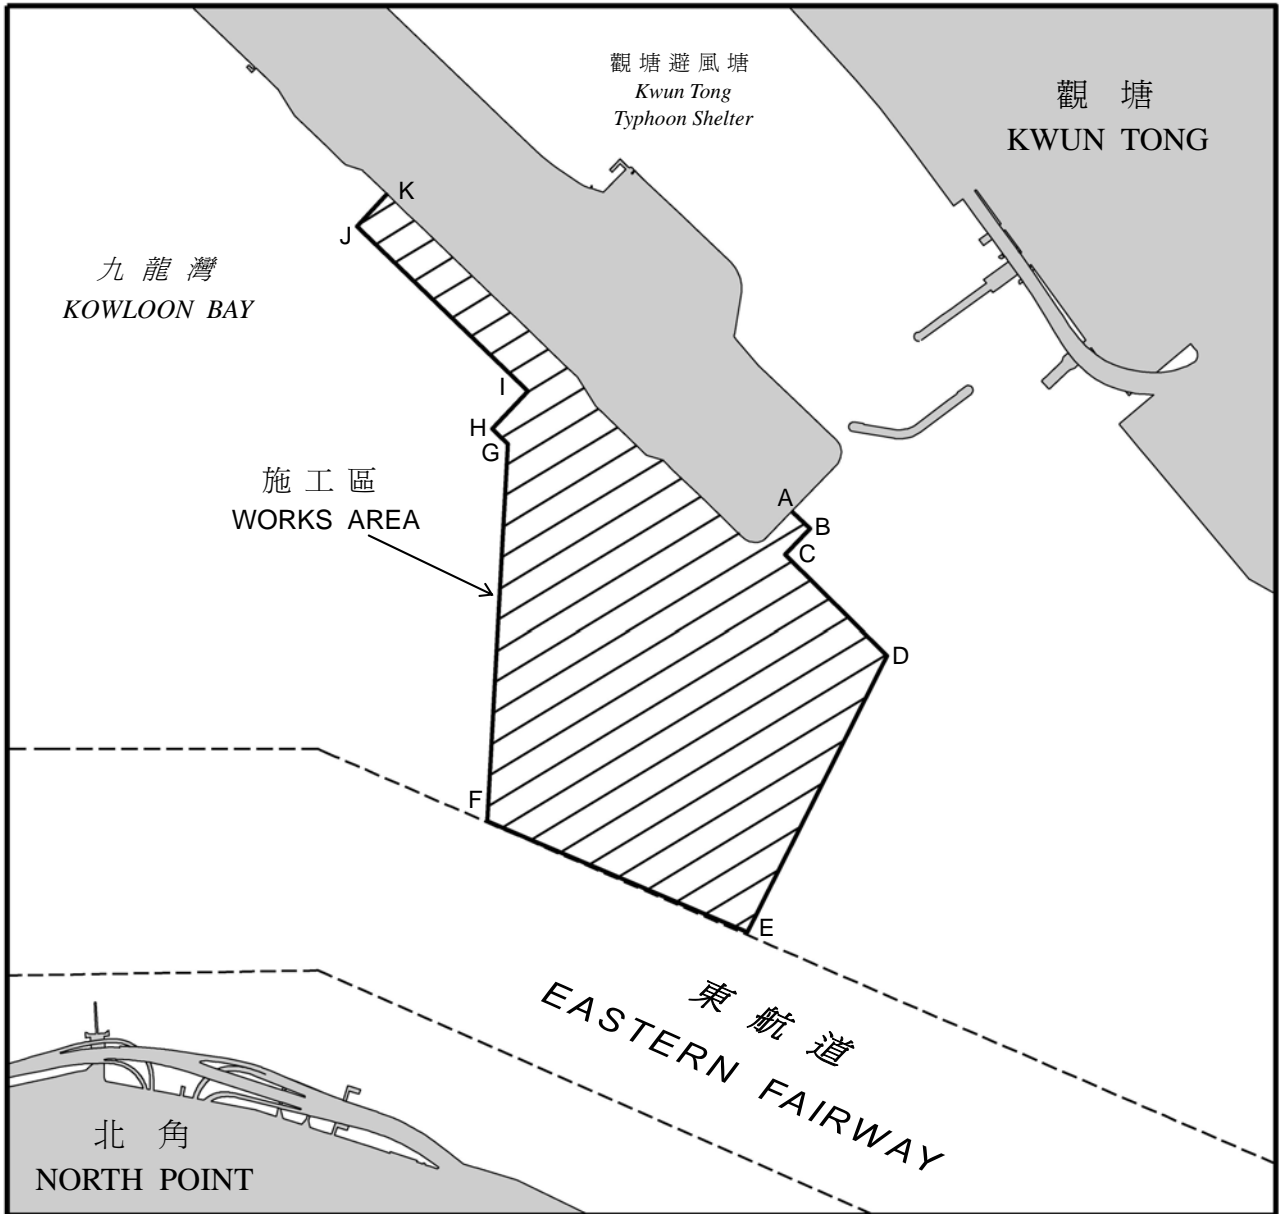 觀塘避風塘
Kwun Tong
Typhoon Shelter
觀 塘
KWUN TONG
K
J
九龍灣
KOWLOON BAY
I
H
G
施工區
WORKS AREA
A
B
C
D
F
E
東航道
EASTERN FAIRWAY
北 角
NORTH POINT